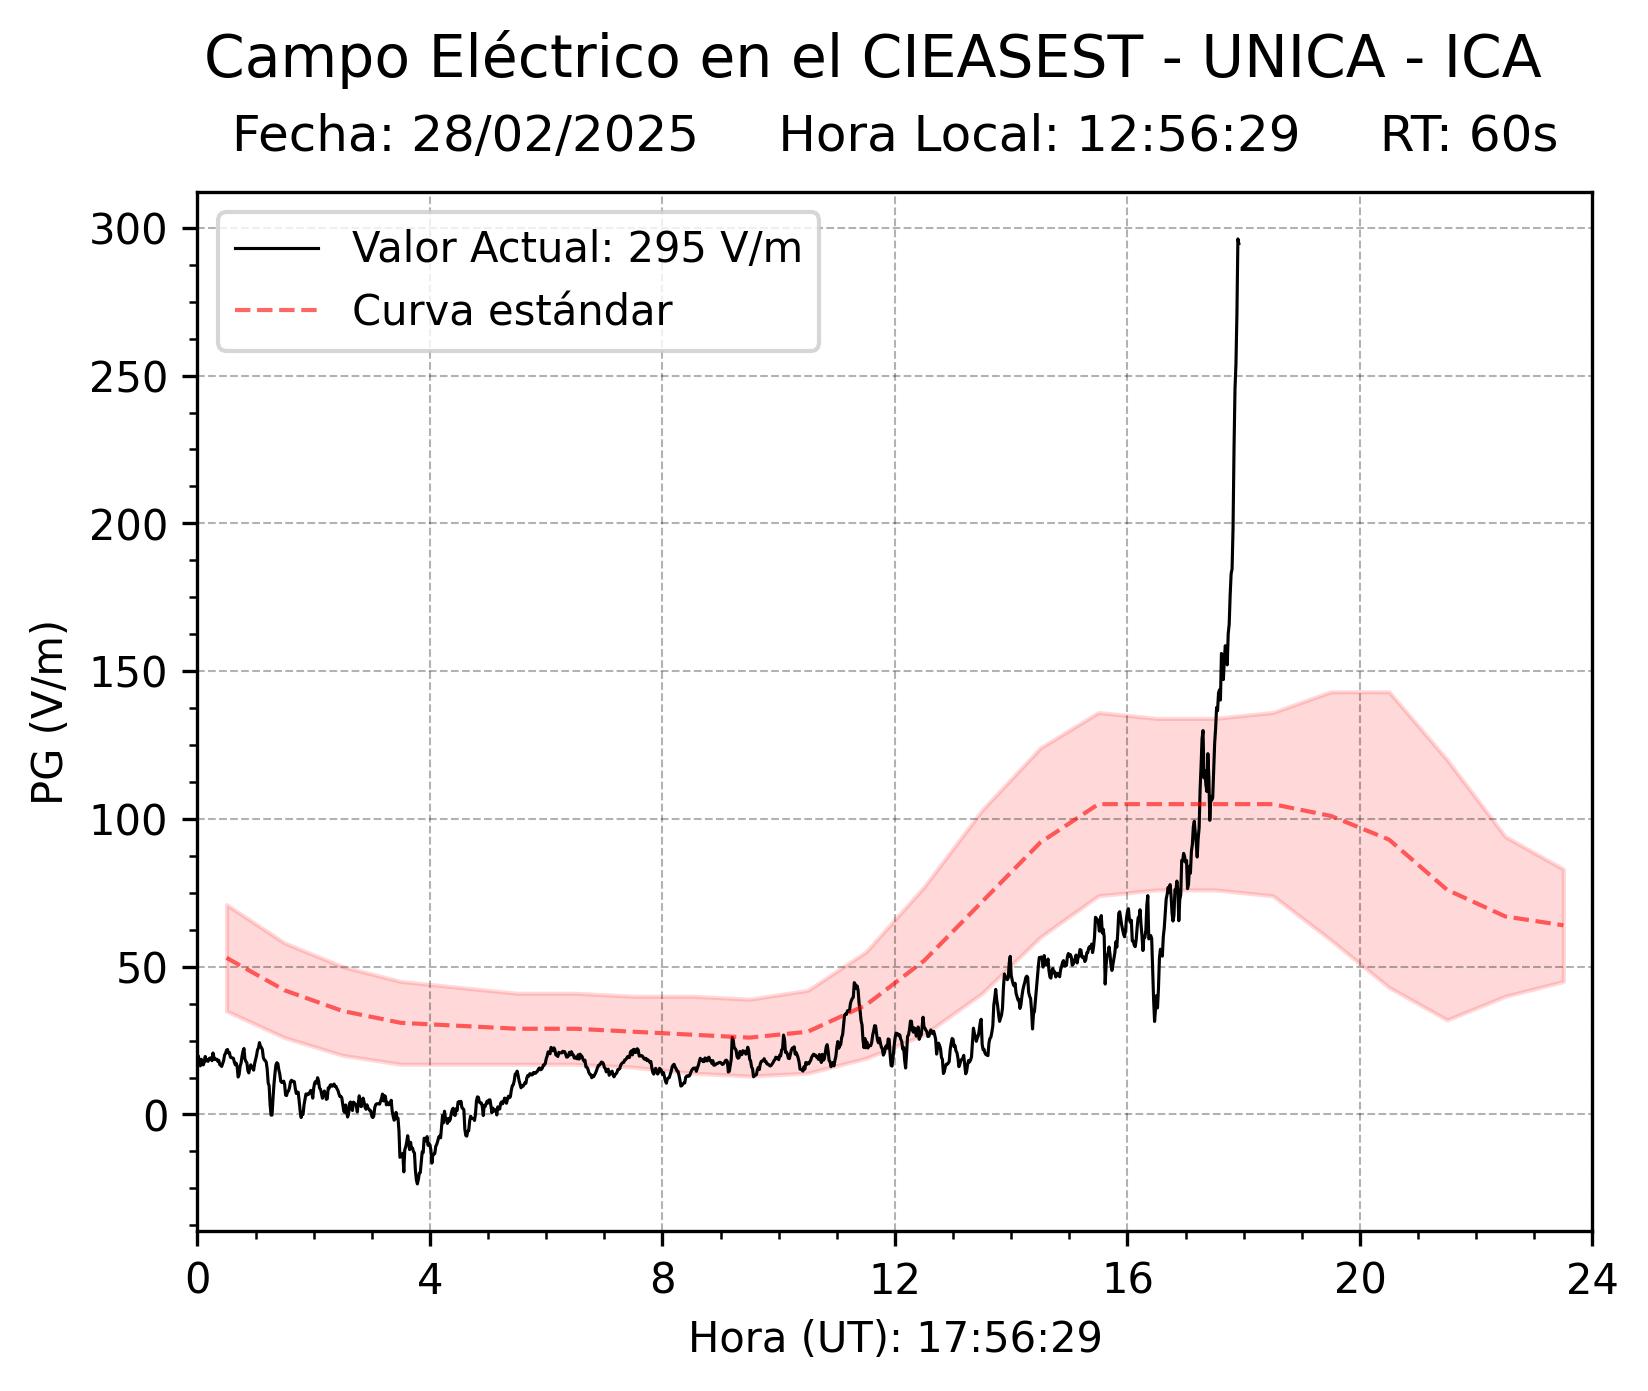 Campo Eléctrico en el CIEASEST - UNICA - ICA
Fecha: 28/02/2025 Hora Local: 12:56:29 RT: 60s
Valor Actual: 295 V/m
Curva estándar
PG (V/m)
300
250
200
150
100
50
0
0 4 8 12 16 20 24
Hora (UT): 17:56:29